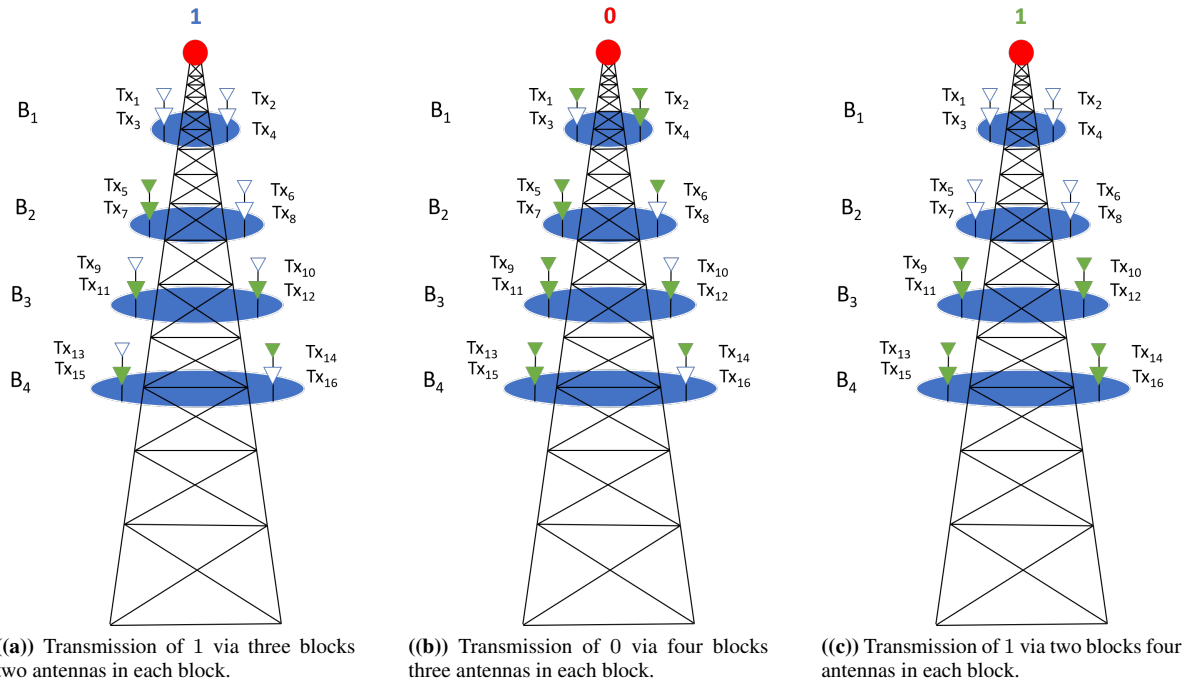 1
0
1
Tx1 Tx2
B1 Tx3 Tx4
Tx5 Tx6
B2 Tx7 Tx8
Tx9 Tx10
B3 Tx11 Tx12
Tx13 Tx14
B4 Tx15 Tx16
Tx1 Tx2
B1 Tx3 Tx4
Tx5 Tx6
B2 Tx7 Tx8
Tx9 Tx10
B3 Tx11 Tx12
Tx13 Tx14
B4 Tx15 Tx16
Tx1 Tx2
B1 Tx3 Tx4
Tx5 Tx6
B2 Tx7 Tx8
Tx9 Tx10
B3 Tx11 Tx12
Tx13 Tx14
B4 Tx15 Tx16
((a)) Transmission of 1 via three blocks
two antennas in each block.
((b)) Transmission of 0 via four blocks
three antennas in each block.
((c)) Transmission of 1 via two blocks four
antennas in each block.